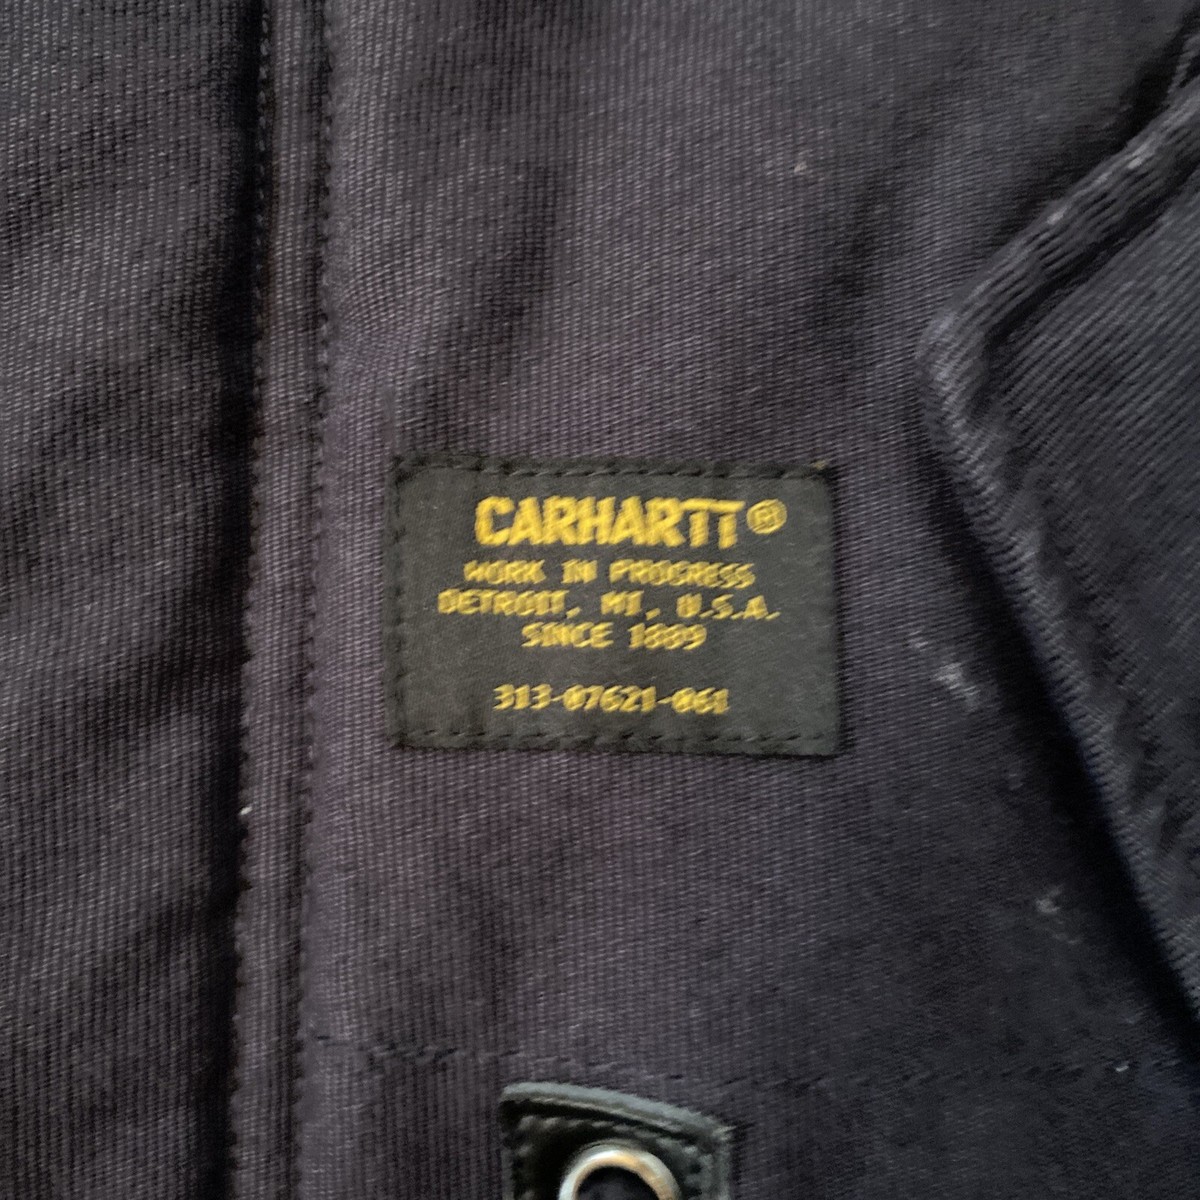 CARHARTT®
WORK IN PROGRESS
DETROIT, MI, U.S.A.
SINCE 1889
313-07621-061